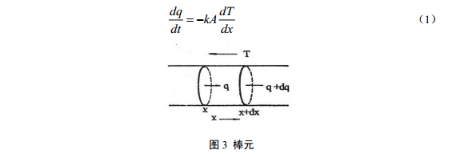 dq/dt = -kA dT/dx （1）
T
q
q+dq
x
x+dx
x
图 3 棒元